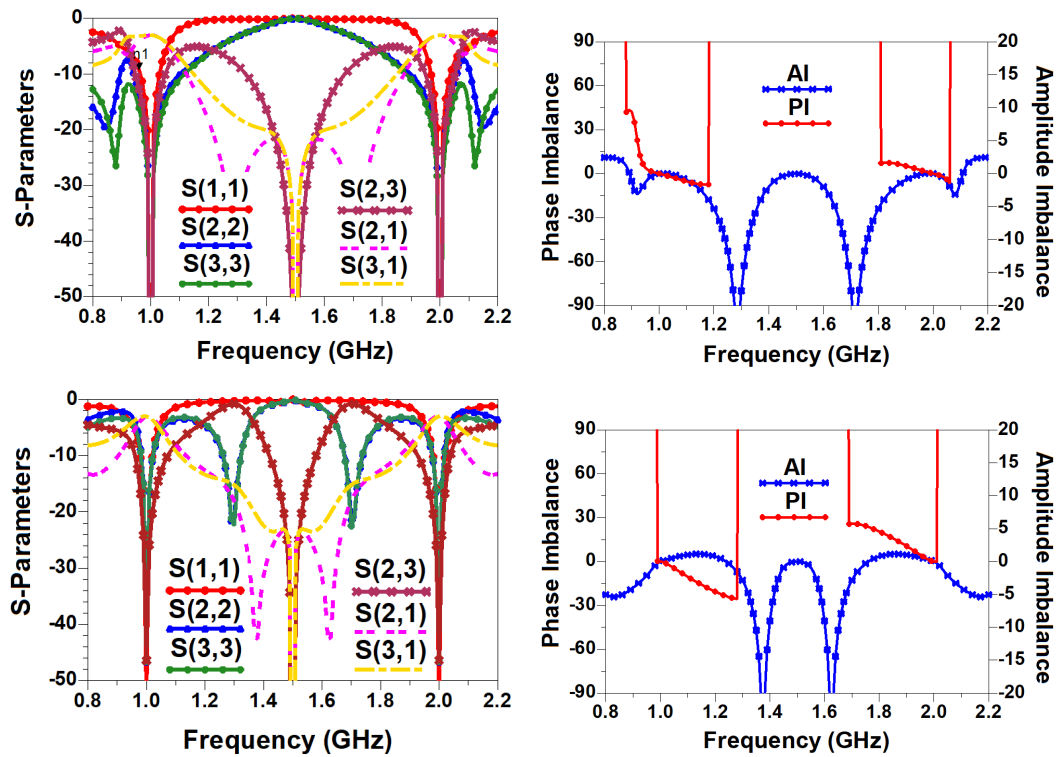 S-Parameters
0
-10
-20
-30
-40
-50
S(1,1)
S(2,2)
S(3,3)
S(2,3)
S(2,1)
S(3,1)
0.8 1.0 1.2 1.4 1.6 1.8 2.0 2.2
Frequency (GHz)
Phase Imbalance
90
60
30
0
-30
-60
-90
AI
PI
20
15
10
5
0
-5
-10
-15
-20
Amplitude Imbalance
0.8 1.0 1.2 1.4 1.6 1.8 2.0 2.2
Frequency (GHz)
S-Parameters
0
-10
-20
-30
-40
-50
S(1,1)
S(2,2)
S(3,3)
S(2,3)
S(2,1)
S(3,1)
0.8 1.0 1.2 1.4 1.6 1.8 2.0 2.2
Frequency (GHz)
Phase Imbalance
90
60
30
0
-30
-60
-90
AI
PI
20
15
10
5
0
-5
-10
-15
-20
Amplitude Imbalance
0.8 1.0 1.2 1.4 1.6 1.8 2.0 2.2
Frequency (GHz)